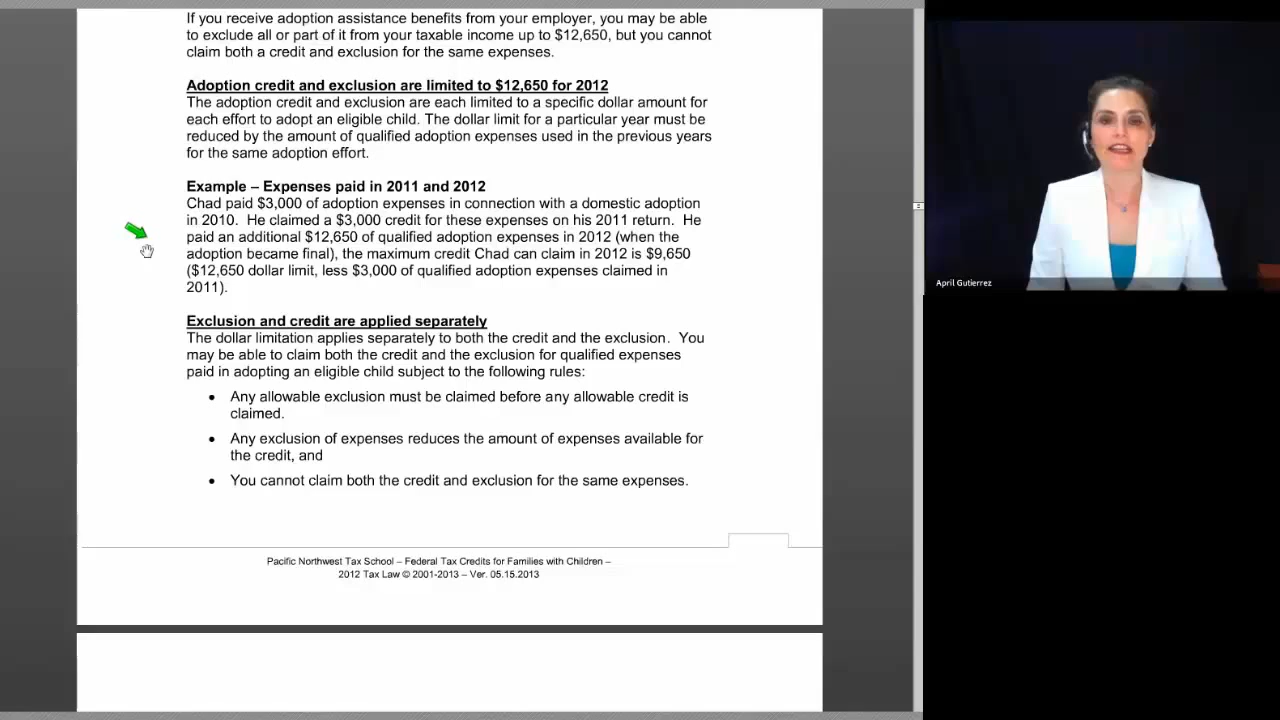 If you receive adoption assistance benefits from your employer, you may be able
to exclude all or part of it from your taxable income up to $12,650, but you cannot
claim both a credit and exclusion for the same expenses.
Adoption credit and exclusion are limited to $12,650 for 2012
The adoption credit and exclusion are each limited to a specific dollar amount for
each effort to adopt an eligible child. The dollar limit for a particular year must be
reduced by the amount of qualified adoption expenses used in the previous years
for the same adoption effort.
Example – Expenses paid in 2011 and 2012
Chad paid $3,000 of adoption expenses in connection with a domestic adoption
in 2010. He claimed a $3,000 credit for these expenses on his 2011 return. He
paid an additional $12,650 of qualified adoption expenses in 2012 (when the
adoption became final), the maximum credit Chad can claim in 2012 is $9,650
($12,650 dollar limit, less $3,000 of qualified adoption expenses claimed in
2011).
Exclusion and credit are applied separately
The dollar limitation applies separately to both the credit and the exclusion. You
may be able to claim both the credit and the exclusion for qualified expenses
paid in adopting an eligible child subject to the following rules:
• Any allowable exclusion must be claimed before any allowable credit is
claimed.
• Any exclusion of expenses reduces the amount of expenses available for
the credit, and
• You cannot claim both the credit and exclusion for the same expenses.
Pacific Northwest Tax School – Federal Tax Credits for Families with Children –
2012 Tax Law © 2001-2013 – Ver. 05.15.2013
April Gutierrez